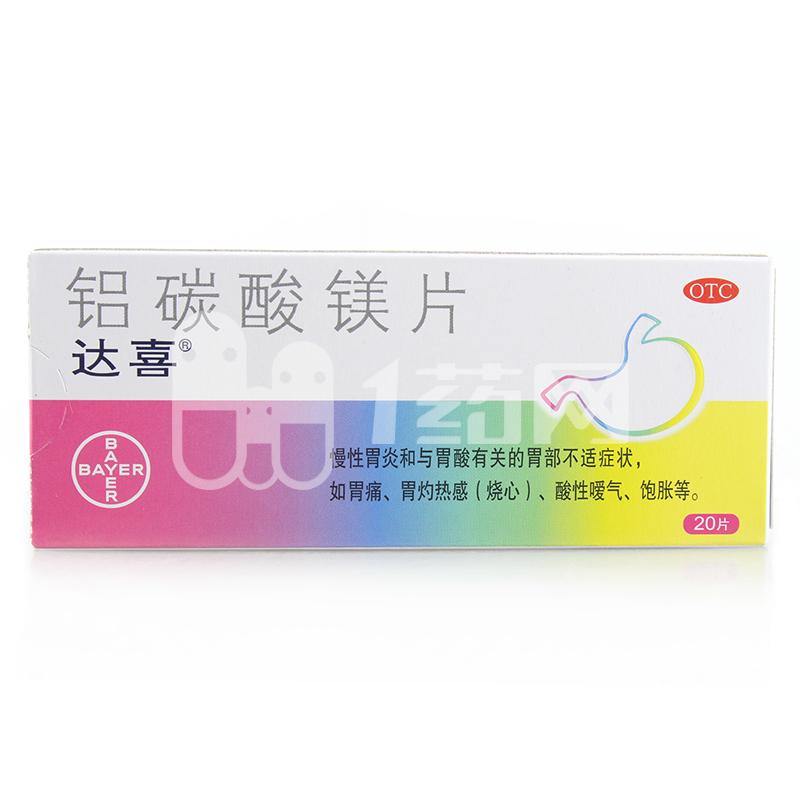 铝碳酸镁片
OTC
达喜®
1药网
BAYER
BAYER
慢性胃炎和与胃酸有关的胃部不适症状，
如胃痛、胃灼热感（烧心）、酸性嗳气、饱胀等。
20片